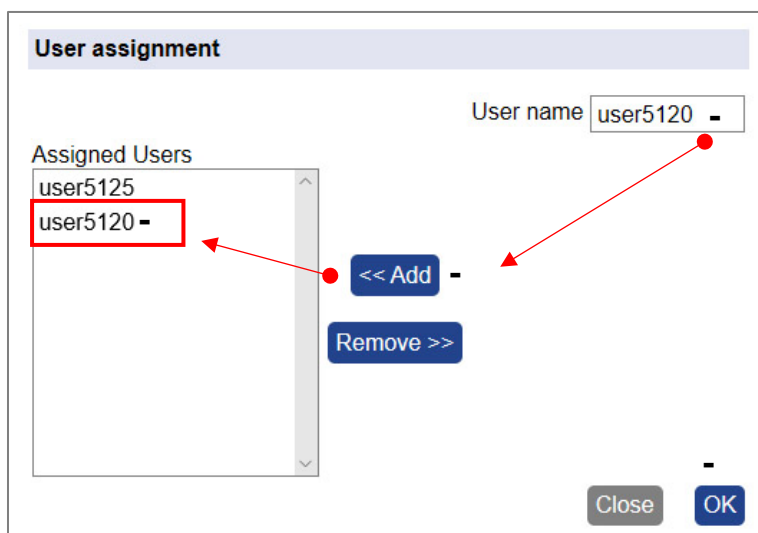 User assignment
User name user5120 -
Assigned Users
user5125
user5120 -
<< Add -
Remove >>
-
Close OK